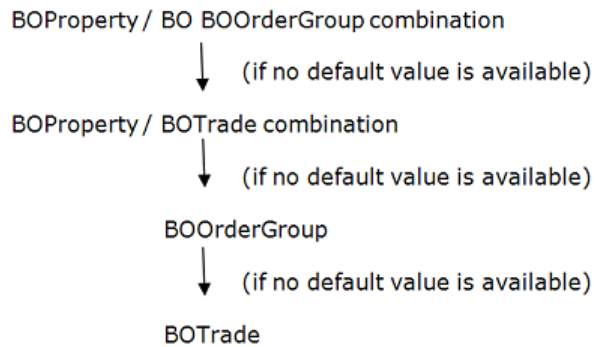 BOProperty / BO BOOrderGroup combination
(if no default value is available)
BOProperty / BOTrade combination
(if no default value is available)
BOOrderGroup
(if no default value is available)
BOTrade